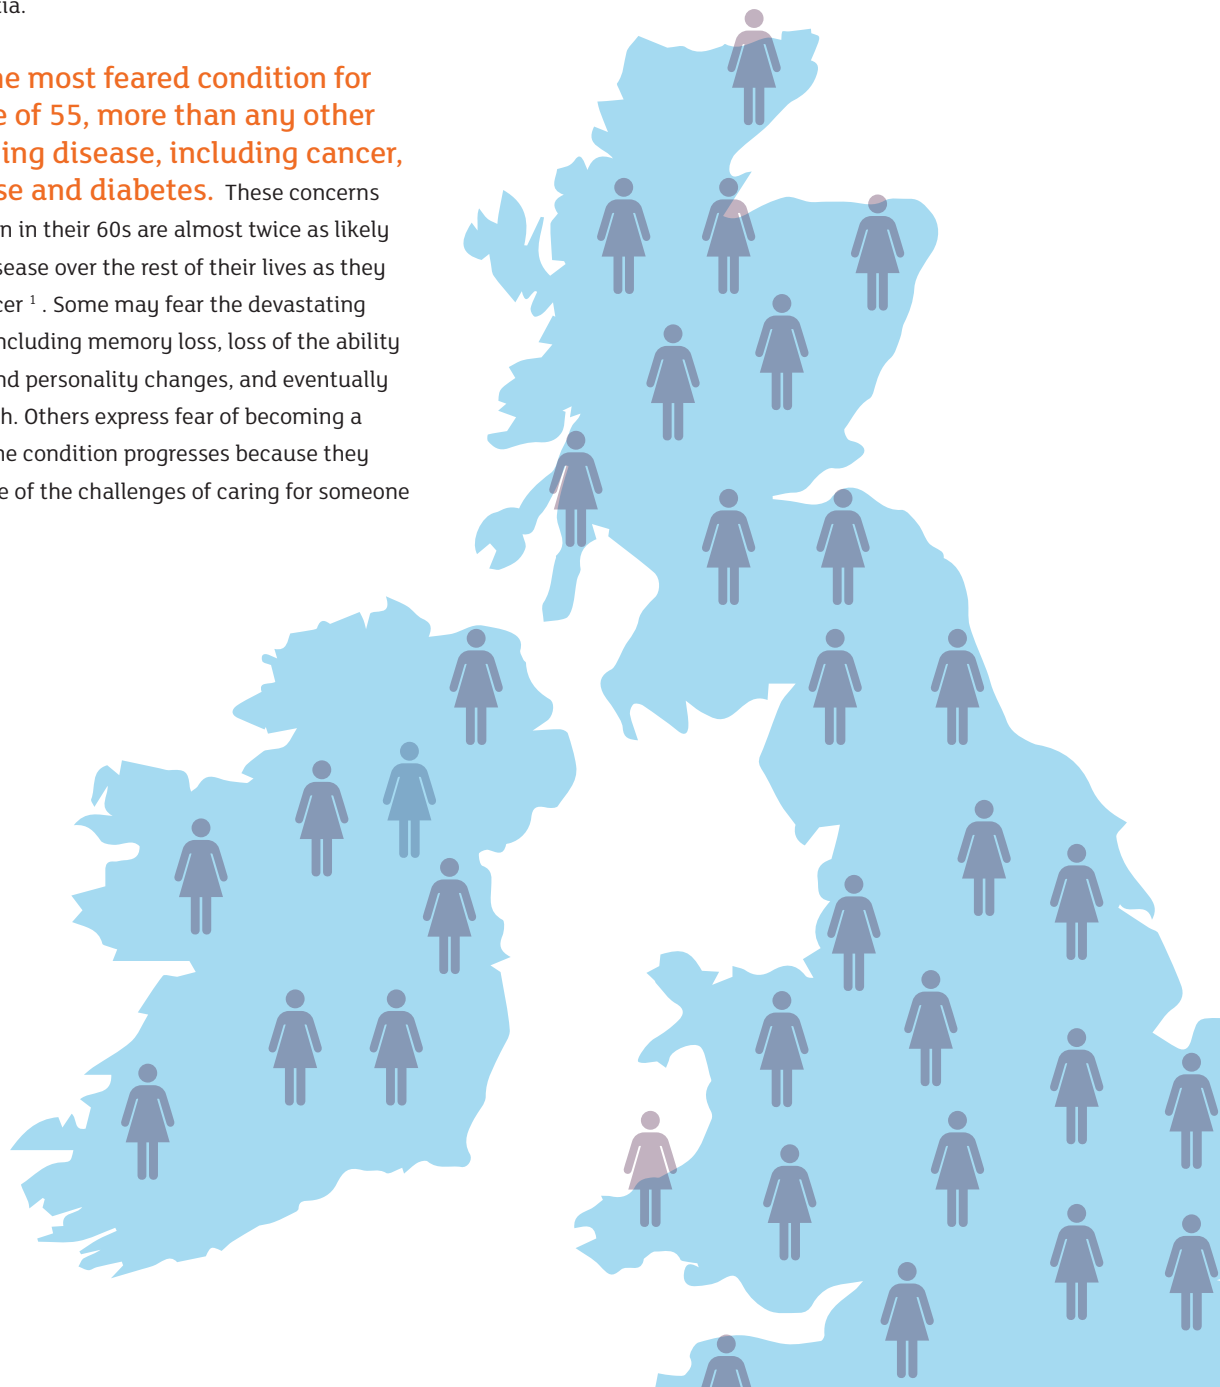 ia.
ne most feared condition for
e of 55, more than any other
ing disease, including cancer,
se and diabetes. These concerns
n in their 60s are almost twice as likely
sease over the rest of their lives as they
cer 1 . Some may fear the devastating
ncluding memory loss, loss of the ability
nd personality changes, and eventually
h. Others express fear of becoming a
ne condition progresses because they
e of the challenges of caring for someone